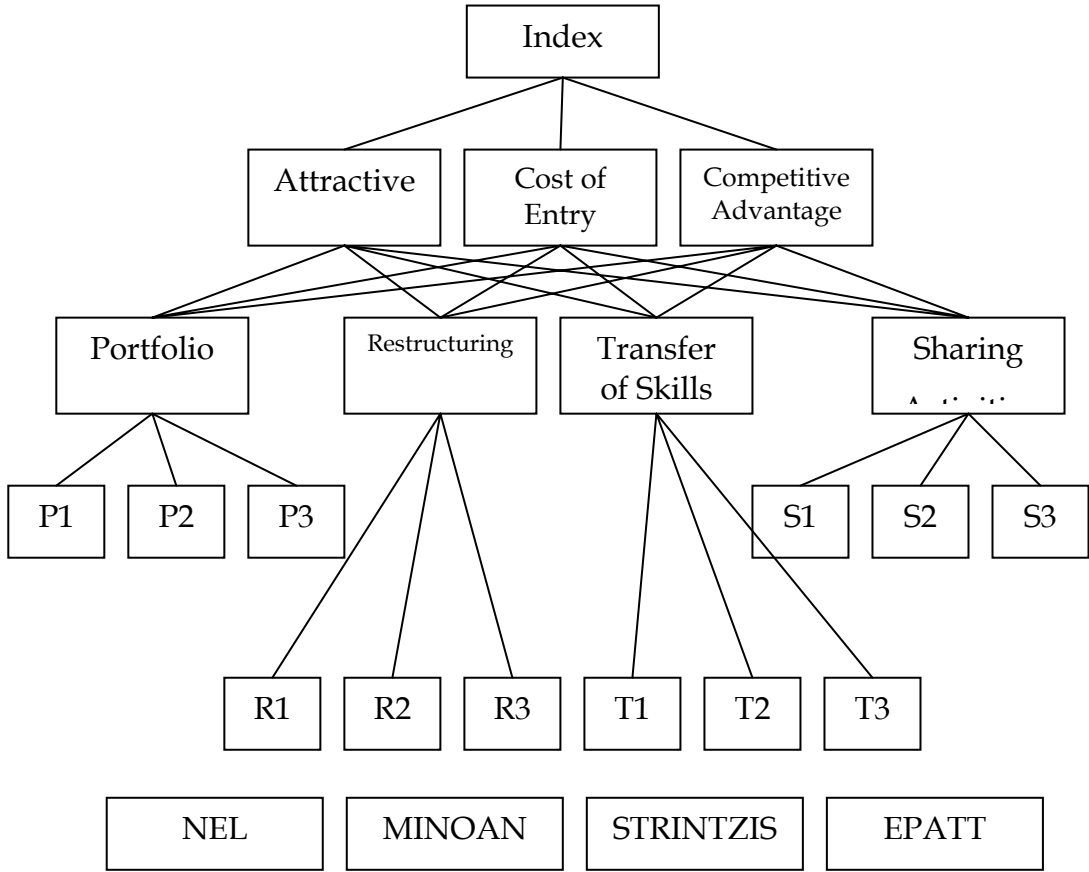 Index
Attractive
Cost of
Entry
Competitive
Advantage
Portfolio
Restructuring
Transfer
of Skills
Sharing
P1
P2
P3
S1
S2
S3
R1
R2
R3
T1
T2
T3
NEL
MINOAN
STRINTZIS
EPATT